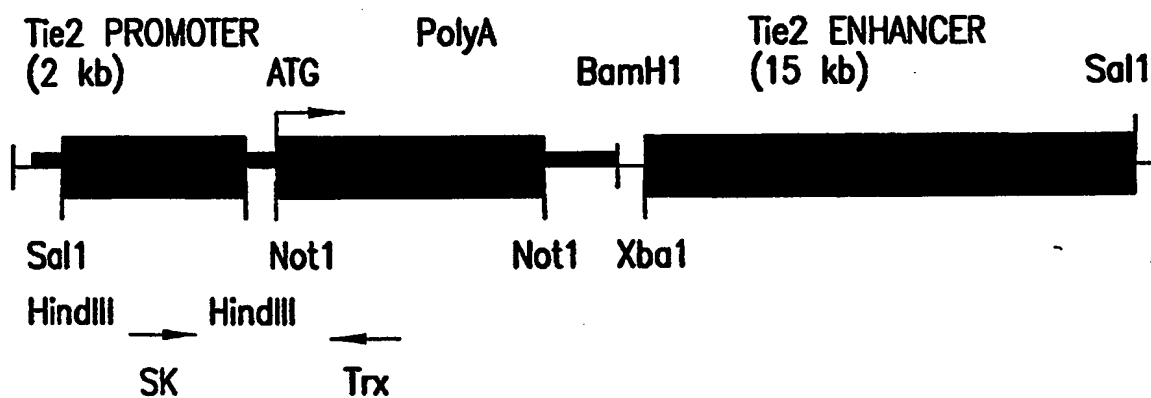 Tie2 PROMOTER
(2 kb)
ATG
PolyA
BamH1
Tie2 ENHANCER
(15 kb)
Sal1
Sal1
Not1
Not1
Xba1
HindIII
HindIII
SK
Trx